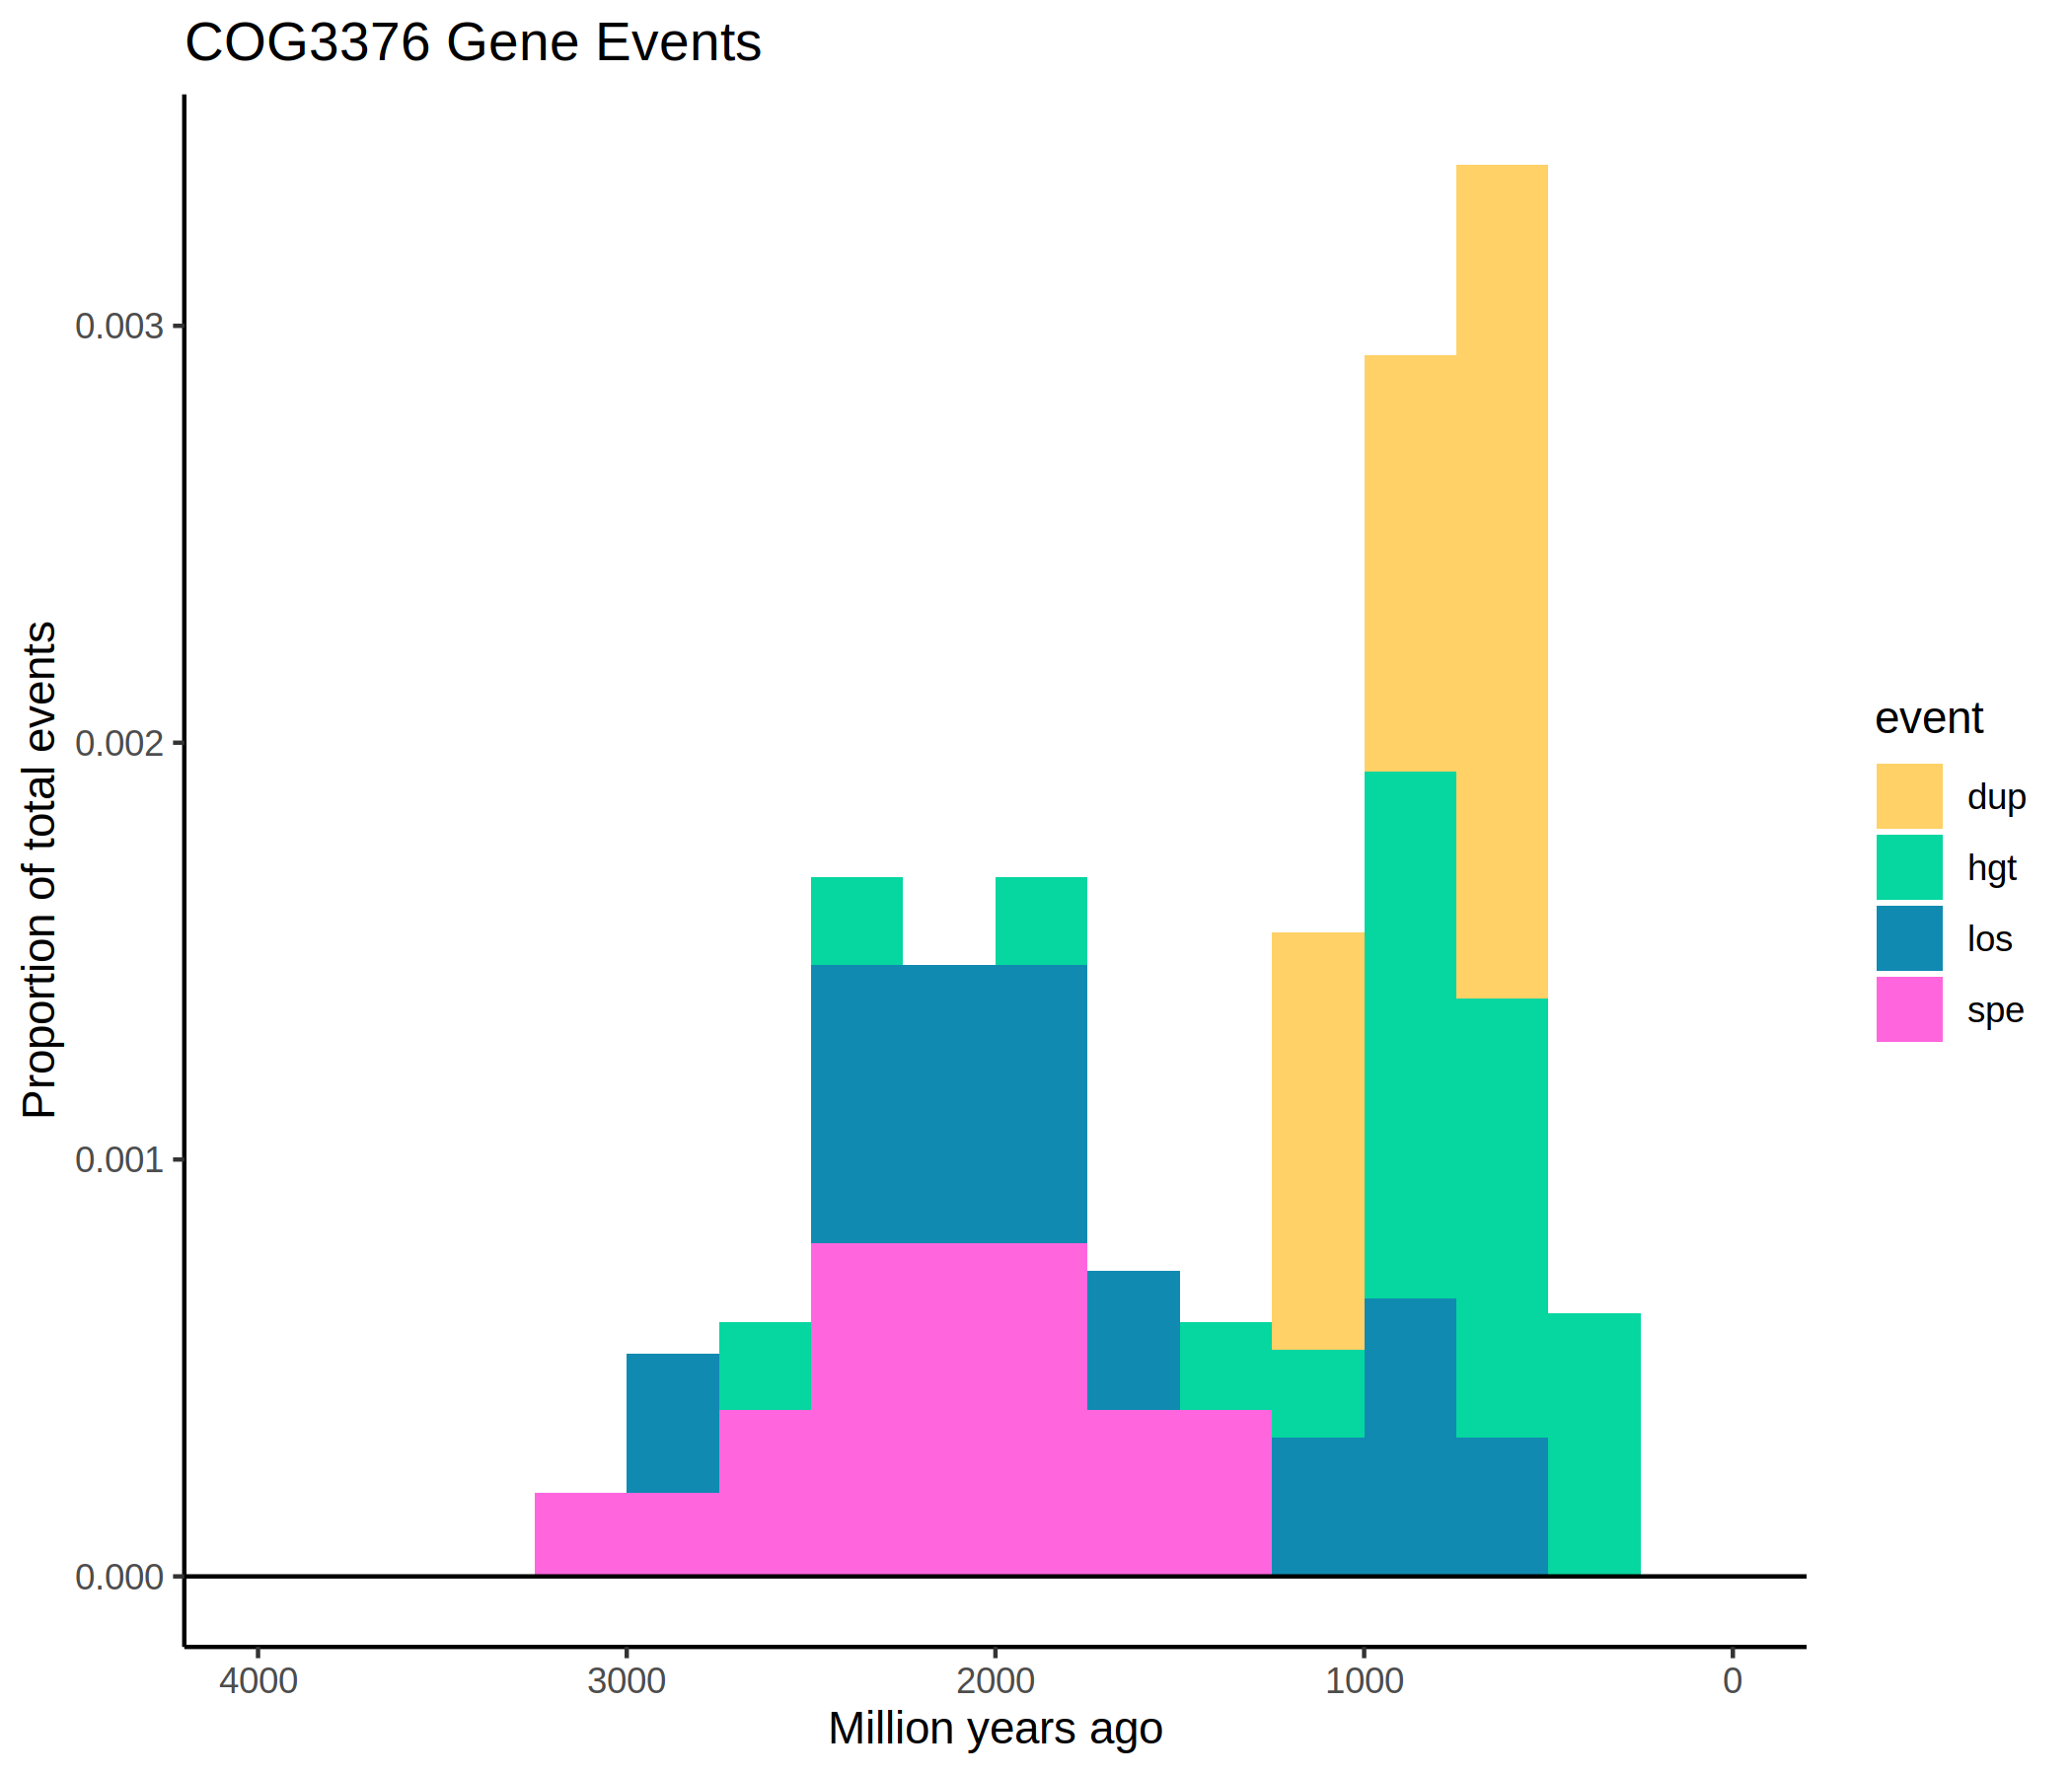 COG3376 Gene Events
Proportion of total events
0.003
0.002
0.001
0.000
4000 3000 2000 1000 0
Million years ago
event
dup
hgt
los
spe